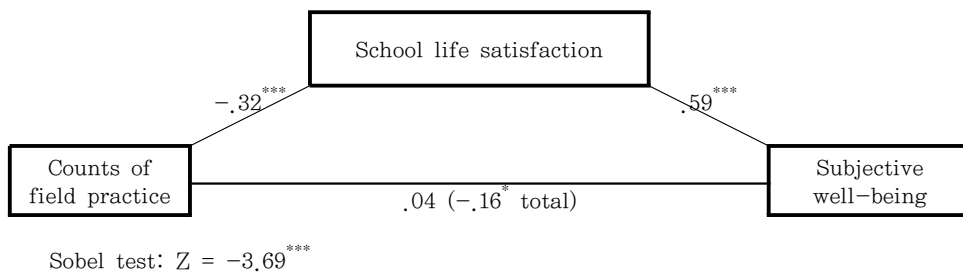 School life satisfaction
-.32***
.59***
Counts of
field practice
Subjective
well-being
.04 (-.16* total)
Sobel test: Z = -3.69***